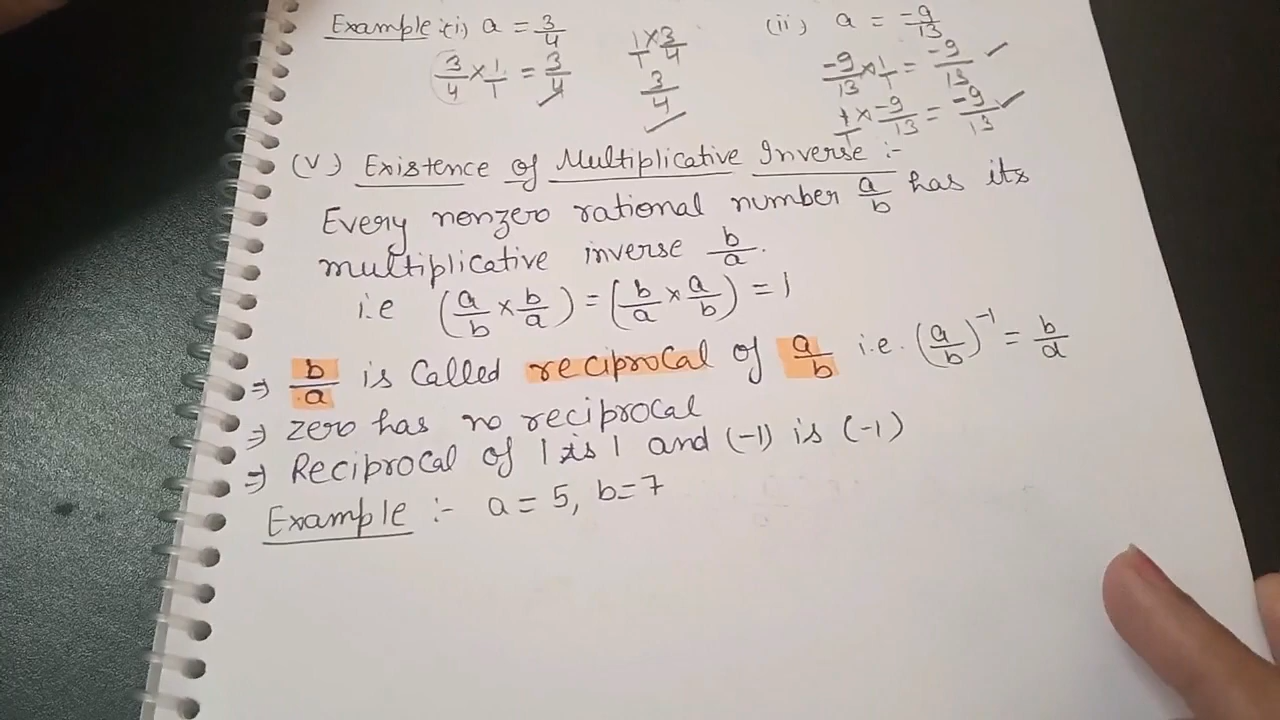 Example :- (i) a = 3/4
3/4 × 1/1 = 3/4
1/1 × 3/4
3/4
(ii) a = -9/13
-9/13 × 1/1 = -9/13 ✓
1/1 × -9/13 = -9/13 ✓
(V) Existence of Multiplicative Inverse :-
Every nonzero rational number a/b has its
multiplicative inverse b/a.
i.e (a/b × b/a) = (b/a × a/b) = 1
⇒ b/a is called reciprocal of a/b i.e. (a/b)⁻¹ = b/a
⇒ zero has no reciprocal
⇒ Reciprocal of 1 is 1 and (-1) is (-1)
Example :- a = 5, b=7